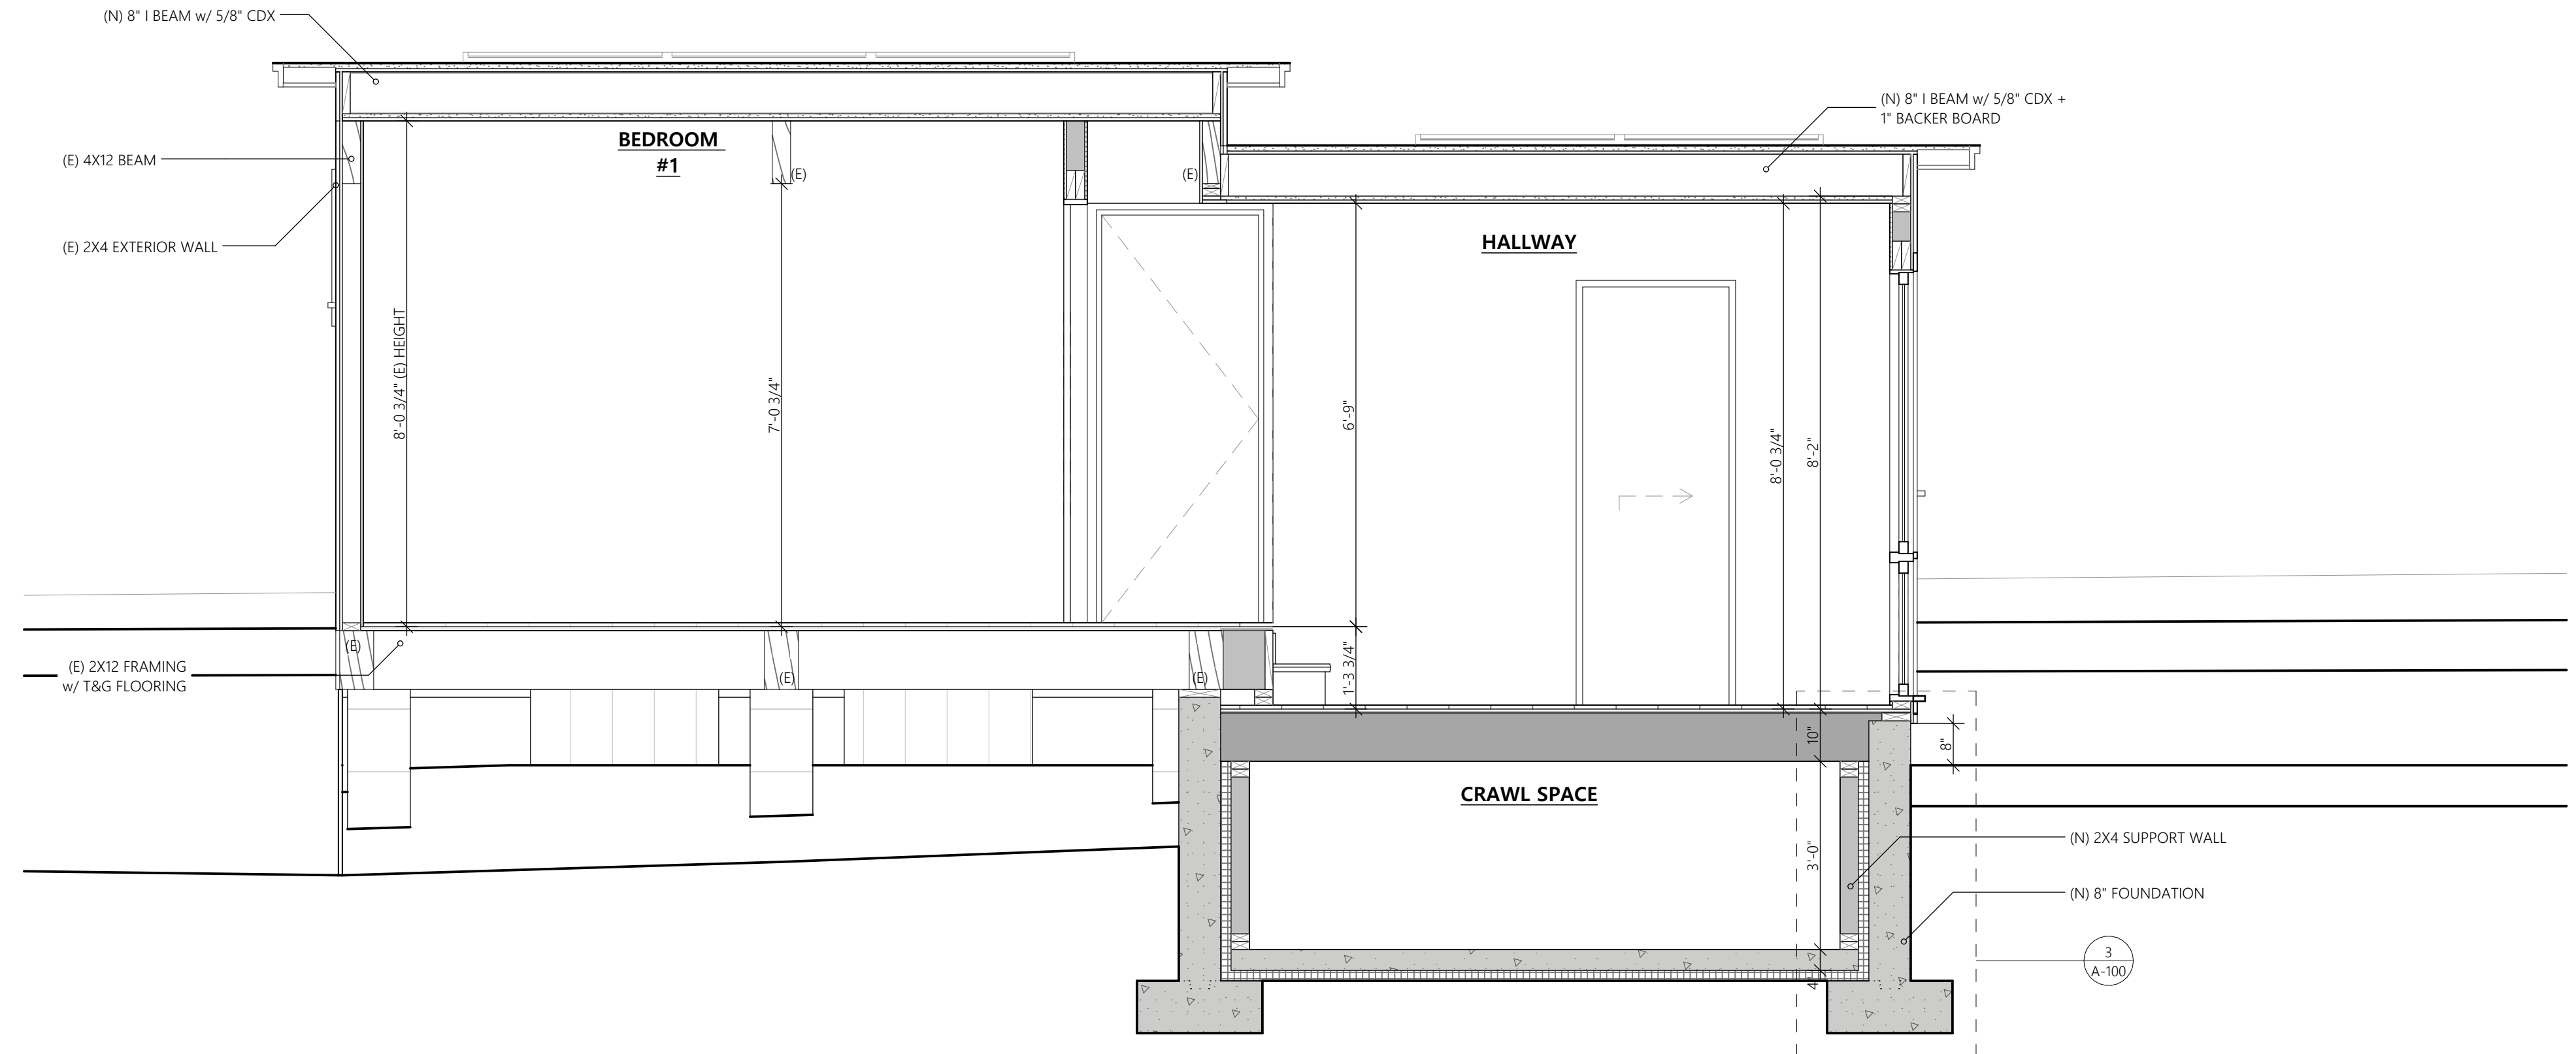 (N) 8" I BEAM w/ 5/8" CDX
(N) 8" I BEAM w/ 5/8" CDX +
1" BACKER BOARD
BEDROOM
#1
(E) 4X12 BEAM
(E)
(E)
(E) 2X4 EXTERIOR WALL
HALLWAY
8'-0 3/4" (E) HEIGHT
7'-0 3/4"
6'-9"
8'-0 3/4"
8'-2"
(E)
(E) 2X12 FRAMING
w/ T&G FLOORING
(E)
(E)
1'-3 3/4"
10"
8"
CRAWL SPACE
3'-0"
(N) 2X4 SUPPORT WALL
(N) 8" FOUNDATION
3
A-100
4"